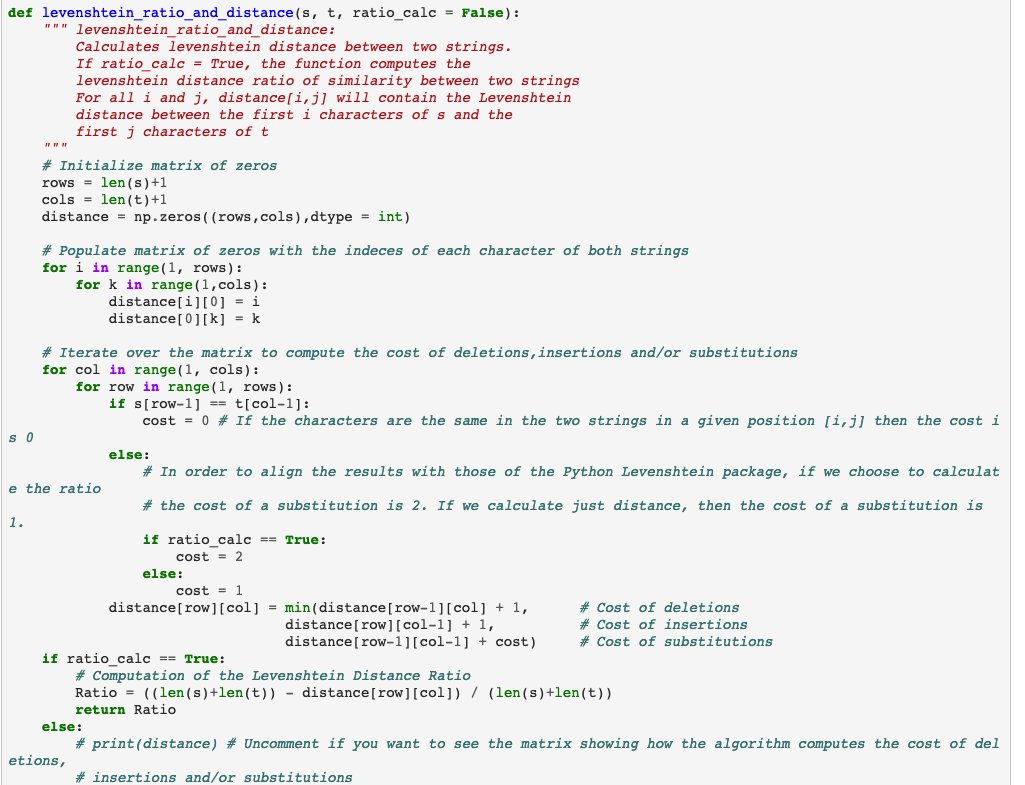 def levenshtein_ratio_and_distance(s, t, ratio_calc = False):
    """ levenshtein_ratio_and_distance:
        Calculates levenshtein distance between two strings.
        If ratio_calc = True, the function computes the
        levenshtein distance ratio of similarity between two strings
        For all i and j, distance[i,j] will contain the Levenshtein
        distance between the first i characters of s and the
        first j characters of t
    """
    # Initialize matrix of zeros
    rows = len(s)+1
    cols = len(t)+1
    distance = np.zeros((rows,cols),dtype = int)

    # Populate matrix of zeros with the indeces of each character of both strings
    for i in range(1, rows):
        for k in range(1,cols):
            distance[i][0] = i
            distance[0][k] = k

    # Iterate over the matrix to compute the cost of deletions,insertions and/or substitutions
    for col in range(1, cols):
        for row in range(1, rows):
            if s[row-1] == t[col-1]:
                cost = 0 # If the characters are the same in the two strings in a given position [i,j] then the cost i
s 0
            else:
                # In order to align the results with those of the Python Levenshtein package, if we choose to calculat
e the ratio
                # the cost of a substitution is 2. If we calculate just distance, then the cost of a substitution is
1.
                if ratio_calc == True:
                    cost = 2
                else:
                    cost = 1
            distance[row][col] = min(distance[row-1][col] + 1,      # Cost of deletions
                                 distance[row][col-1] + 1,          # Cost of insertions
                                 distance[row-1][col-1] + cost)     # Cost of substitutions
    if ratio_calc == True:
        # Computation of the Levenshtein Distance Ratio
        Ratio = ((len(s)+len(t)) - distance[row][col]) / (len(s)+len(t))
        return Ratio
    else:
        # print(distance) # Uncomment if you want to see the matrix showing how the algorithm computes the cost of del
etions,
        # insertions and/or substitutions